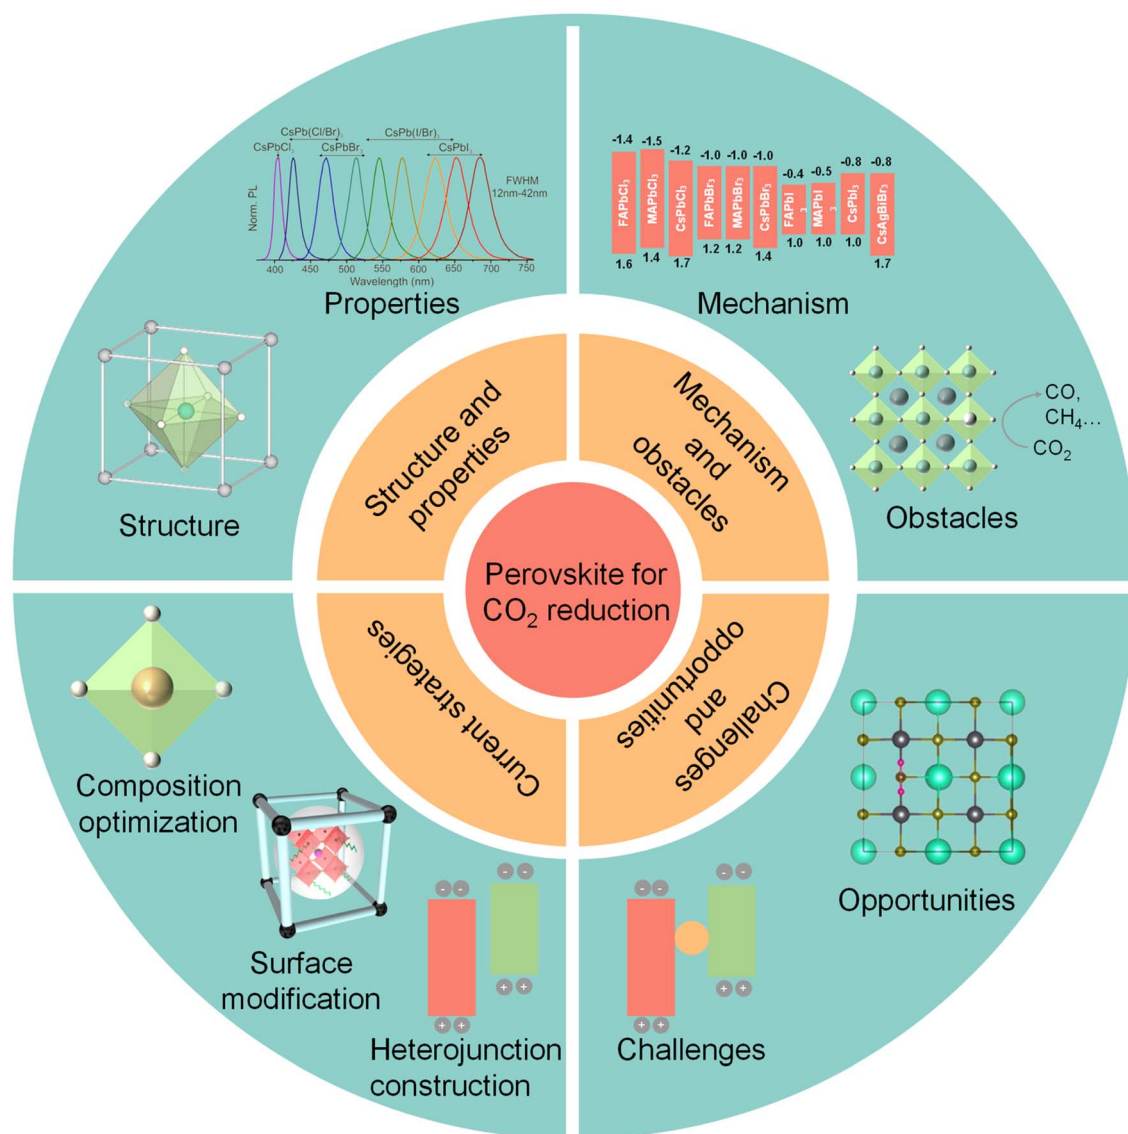 CsPb(Cl/Br)3
CsPb(I/Br)3
CsPbCl3
CsPbBr3
CsPbI3
FWHM
12nm-42nm
Norm. PL
400 450 500 550 600 650 700 750
Wavelength (nm)
Properties
Structure
-1.4 -1.5 -1.2 -1.0 -1.0 -1.0 -0.4 -0.5 -0.8 -0.8
FAPbCl3
MAPbCl3
CsPbCl3
FAPbBr3
MAPbBr3
CsPbBr3
FAPbI3
MAPbI3
CsPbI3
CsAgBiBr3
1.6 1.4 1.7 1.2 1.2 1.4 1.0 1.0 1.0 1.7
Mechanism
CO,
CH4…
CO2
Obstacles
Structure and
properties
Mechanism
and
obstacles
Perovskite for
CO2 reduction
Current strategies
Challenges
and
opportunities
Composition
optimization
Surface
modification
- -
- -
+ +
+ +
Heterojunction
construction
- -
- -
+ +
+ +
Challenges
Opportunities